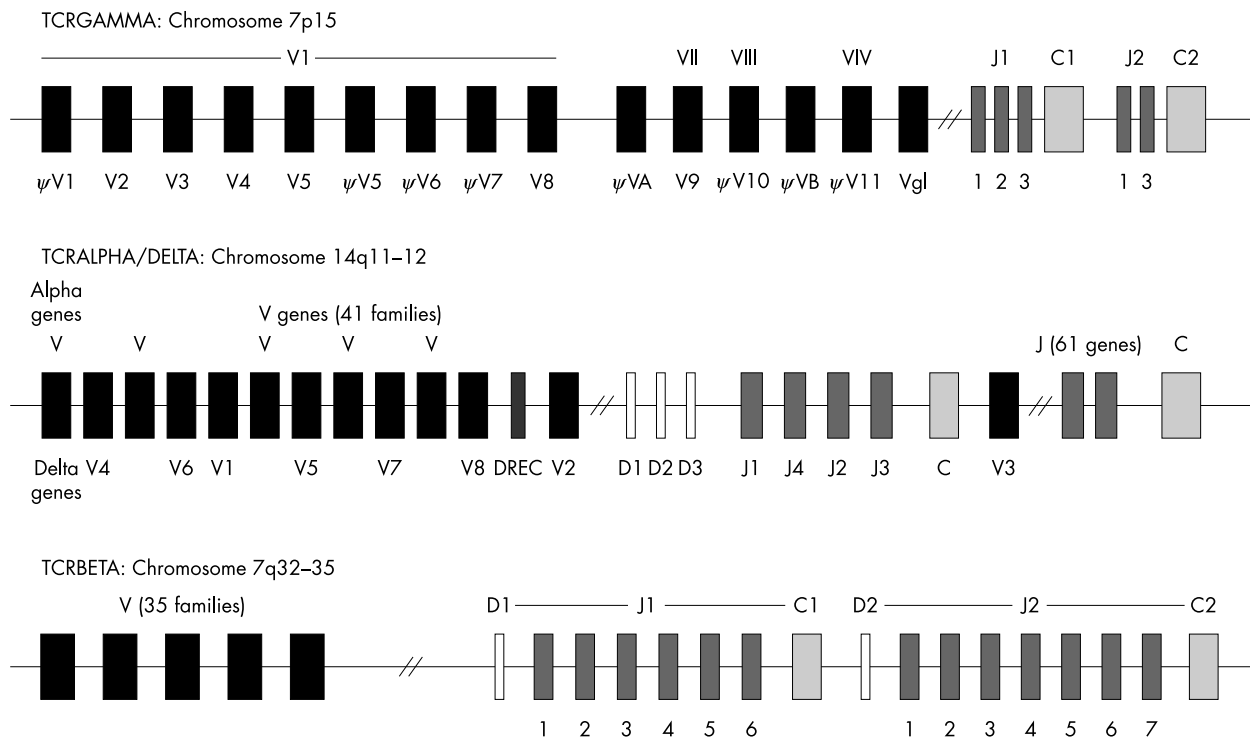 TCRGAMMA: Chromosome 7p15
V1 VII VIII VIV J1 C1 J2 C2
ψV1 V2 V3 V4 V5 ψV5 ψV6 ψV7 V8 ψVA V9 ψV10 ψVB ψV11 Vgl 1 2 3 1 3
TCRALPHA/DELTA: Chromosome 14q11–12
Alpha
genes
V genes (41 families)
V V V V V J (61 genes) C
Delta
genes
V4 V6 V1 V5 V7 V8 DREC V2 D1 D2 D3 J1 J4 J2 J3 C V3
TCRBETA: Chromosome 7q32–35
V (35 families) D1 J1 C1 D2 J2 C2
1 2 3 4 5 6 1 2 3 4 5 6 7